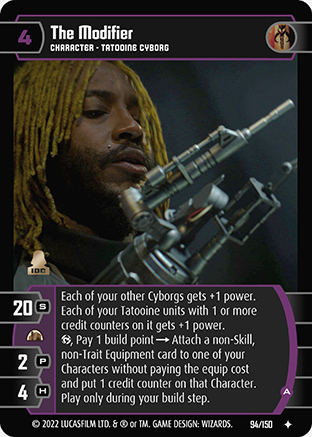 4
The Modifier
CHARACTER - TATOOINE CYBORG
IDC
20 S
2 P
4 H
Each of your other Cyborgs gets +1 power.
Each of your Tatooine units with 1 or more
credit counters on it gets +1 power.
, Pay 1 build point → Attach a non-Skill,
non-Trait Equipment card to one of your
Characters without paying the equip cost
and put 1 credit counter on that Character.
Play only during your build step.
A
© 2022 LUCASFILM LTD. & ® or TM. GAME DESIGN: WIZARDS.
94/150